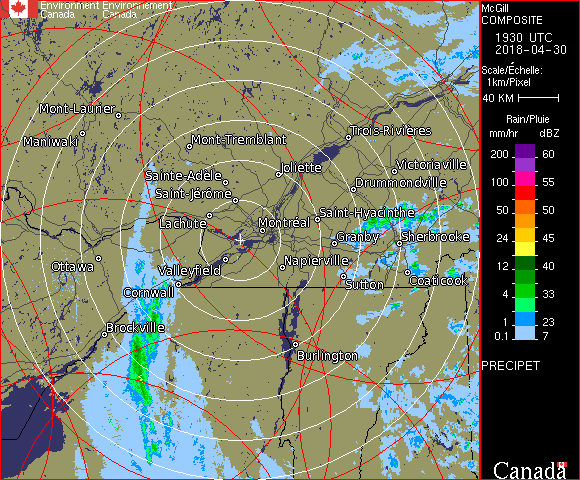 Environment Environnement
Canada Canada
Mont-Laurier
Maniwaki
Mont-Tremblant
Trois-Rivières
Joliette
Victoriaville
Sainte-Adèle
Drummondville
Saint-Jérôme
Saint-Hyacinthe
Lachute
Montréal
Granby
Sherbrooke
Ottawa
Napierville
Valleyfield
Sutton
Coaticook
Cornwall
Brockville
Burlington
McGill
COMPOSITE
1930 UTC
2018-04-30
Scale/Échelle:
1km/Pixel
40 KM
Rain/Pluie
mm/hr dBZ
200 60
100 55
50 50
24 45
12 40
4 33
1 23
0.1 7
PRECIPET
Canada